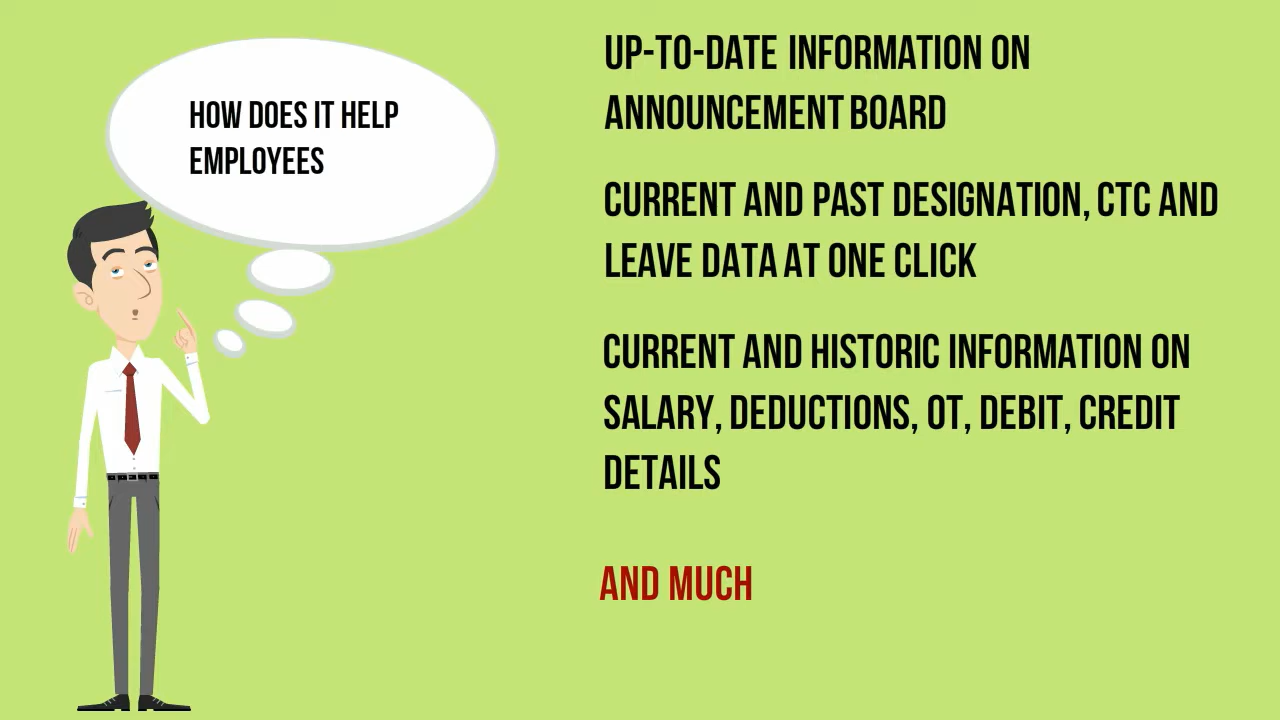 HOW DOES IT HELP
EMPLOYEES
UP-TO-DATE INFORMATION ON
ANNOUNCEMENT BOARD
CURRENT AND PAST DESIGNATION, CTC AND
LEAVE DATA AT ONE CLICK
CURRENT AND HISTORIC INFORMATION ON
SALARY, DEDUCTIONS, OT, DEBIT, CREDIT
DETAILS
AND MUCH